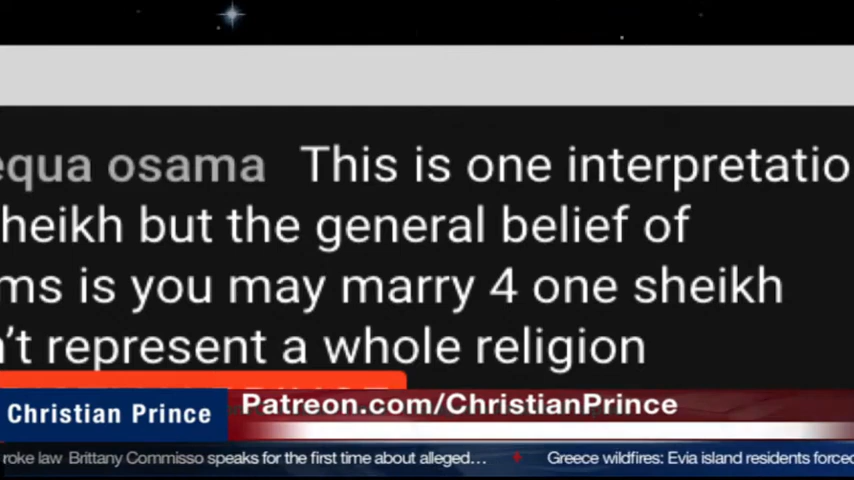 equa osama This is one interpretatio
heikh but the general belief of
ms is you may marry 4 one sheikh
n't represent a whole religion
Christian Prince Patreon.com/ChristianPrince
roke law Brittany Commisso speaks for the first time about alleged... Greece wildfires: Evia island residents forced